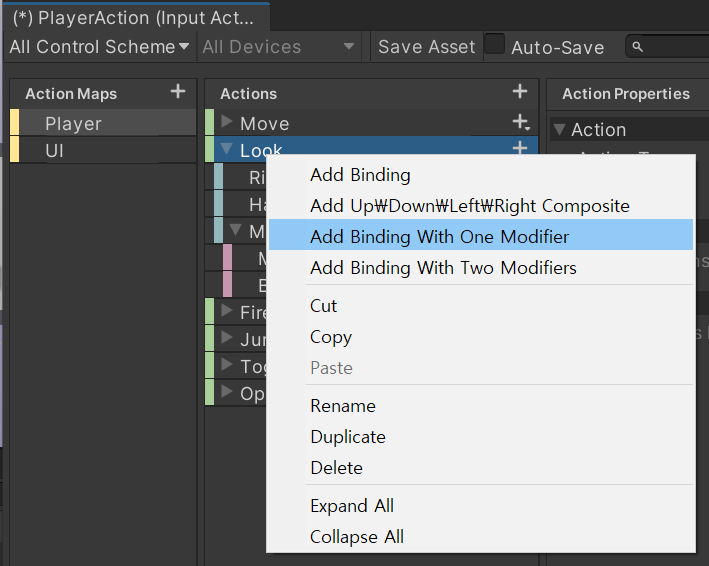 (*) PlayerAction (Input Act...
All Control Scheme All Devices Save Asset Auto-Save
Action Maps
Actions
Action Properties
Player
UI
Move
Look
Action
Add Binding
Add Up₩Down₩Left₩Right Composite
Add Binding With One Modifier
Add Binding With Two Modifiers
Cut
Copy
Paste
Rename
Duplicate
Delete
Expand All
Collapse All
Ri
Ha
M
M
B
Fire
Jum
Tog
Op